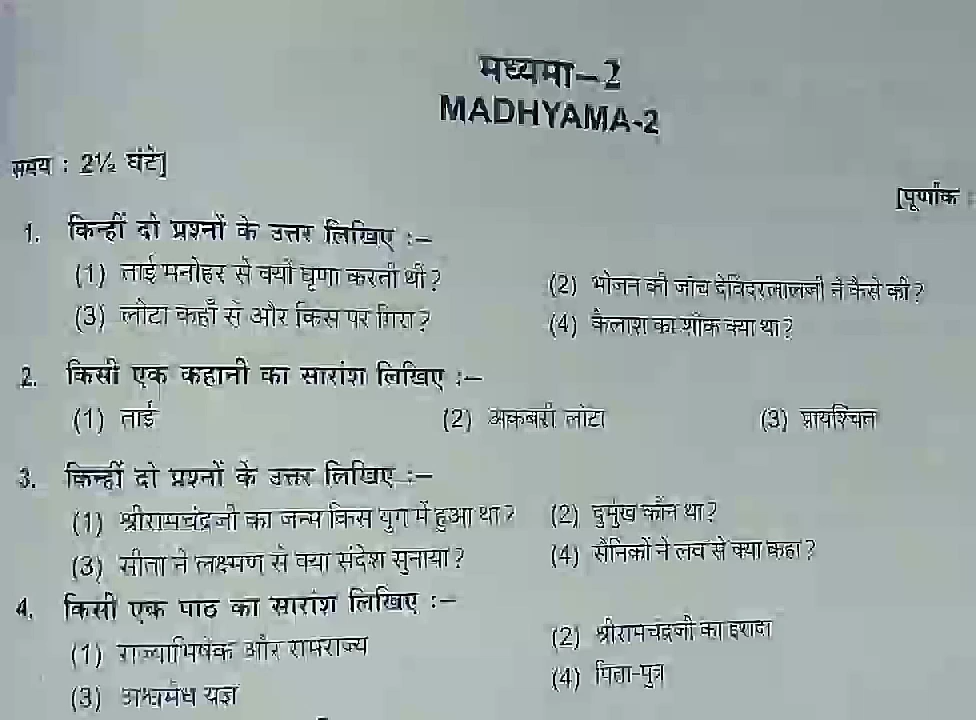 मध्यमा–2
MADHYAMA-2
समय : 2½ घंटे]
[पूर्णांक :
1. किन्हीं दो प्रश्नों के उत्तर लिखिए :–
(1) ताई मनोहर से क्यों घृणा करती थीं ? (2) भोजन की जांच देविंदरलालजी ने कैसे की ?
(3) लोटा कहाँ से और किस पर गिरा ? (4) कैलाश का शौक क्या था ?
2. किसी एक कहानी का सारांश लिखिए :–
(1) ताई (2) अकबरी लोटा (3) प्रायश्चित
3. किन्हीं दो प्रश्नों के उत्तर लिखिए :–
(1) श्रीरामचंद्रजी का जन्म किस युग में हुआ था ? (2) दुमुख कौन था ?
(3) सीता ने लक्ष्मण से क्या संदेश सुनाया ? (4) सैनिकों ने लव से क्या कहा ?
4. किसी एक पाठ का सारांश लिखिए :–
(1) राज्याभिषेक और रामराज्य (2) श्रीरामचंद्रजी का इरादा
(3) अश्वमेध यज्ञ (4) पिता-पुत्र